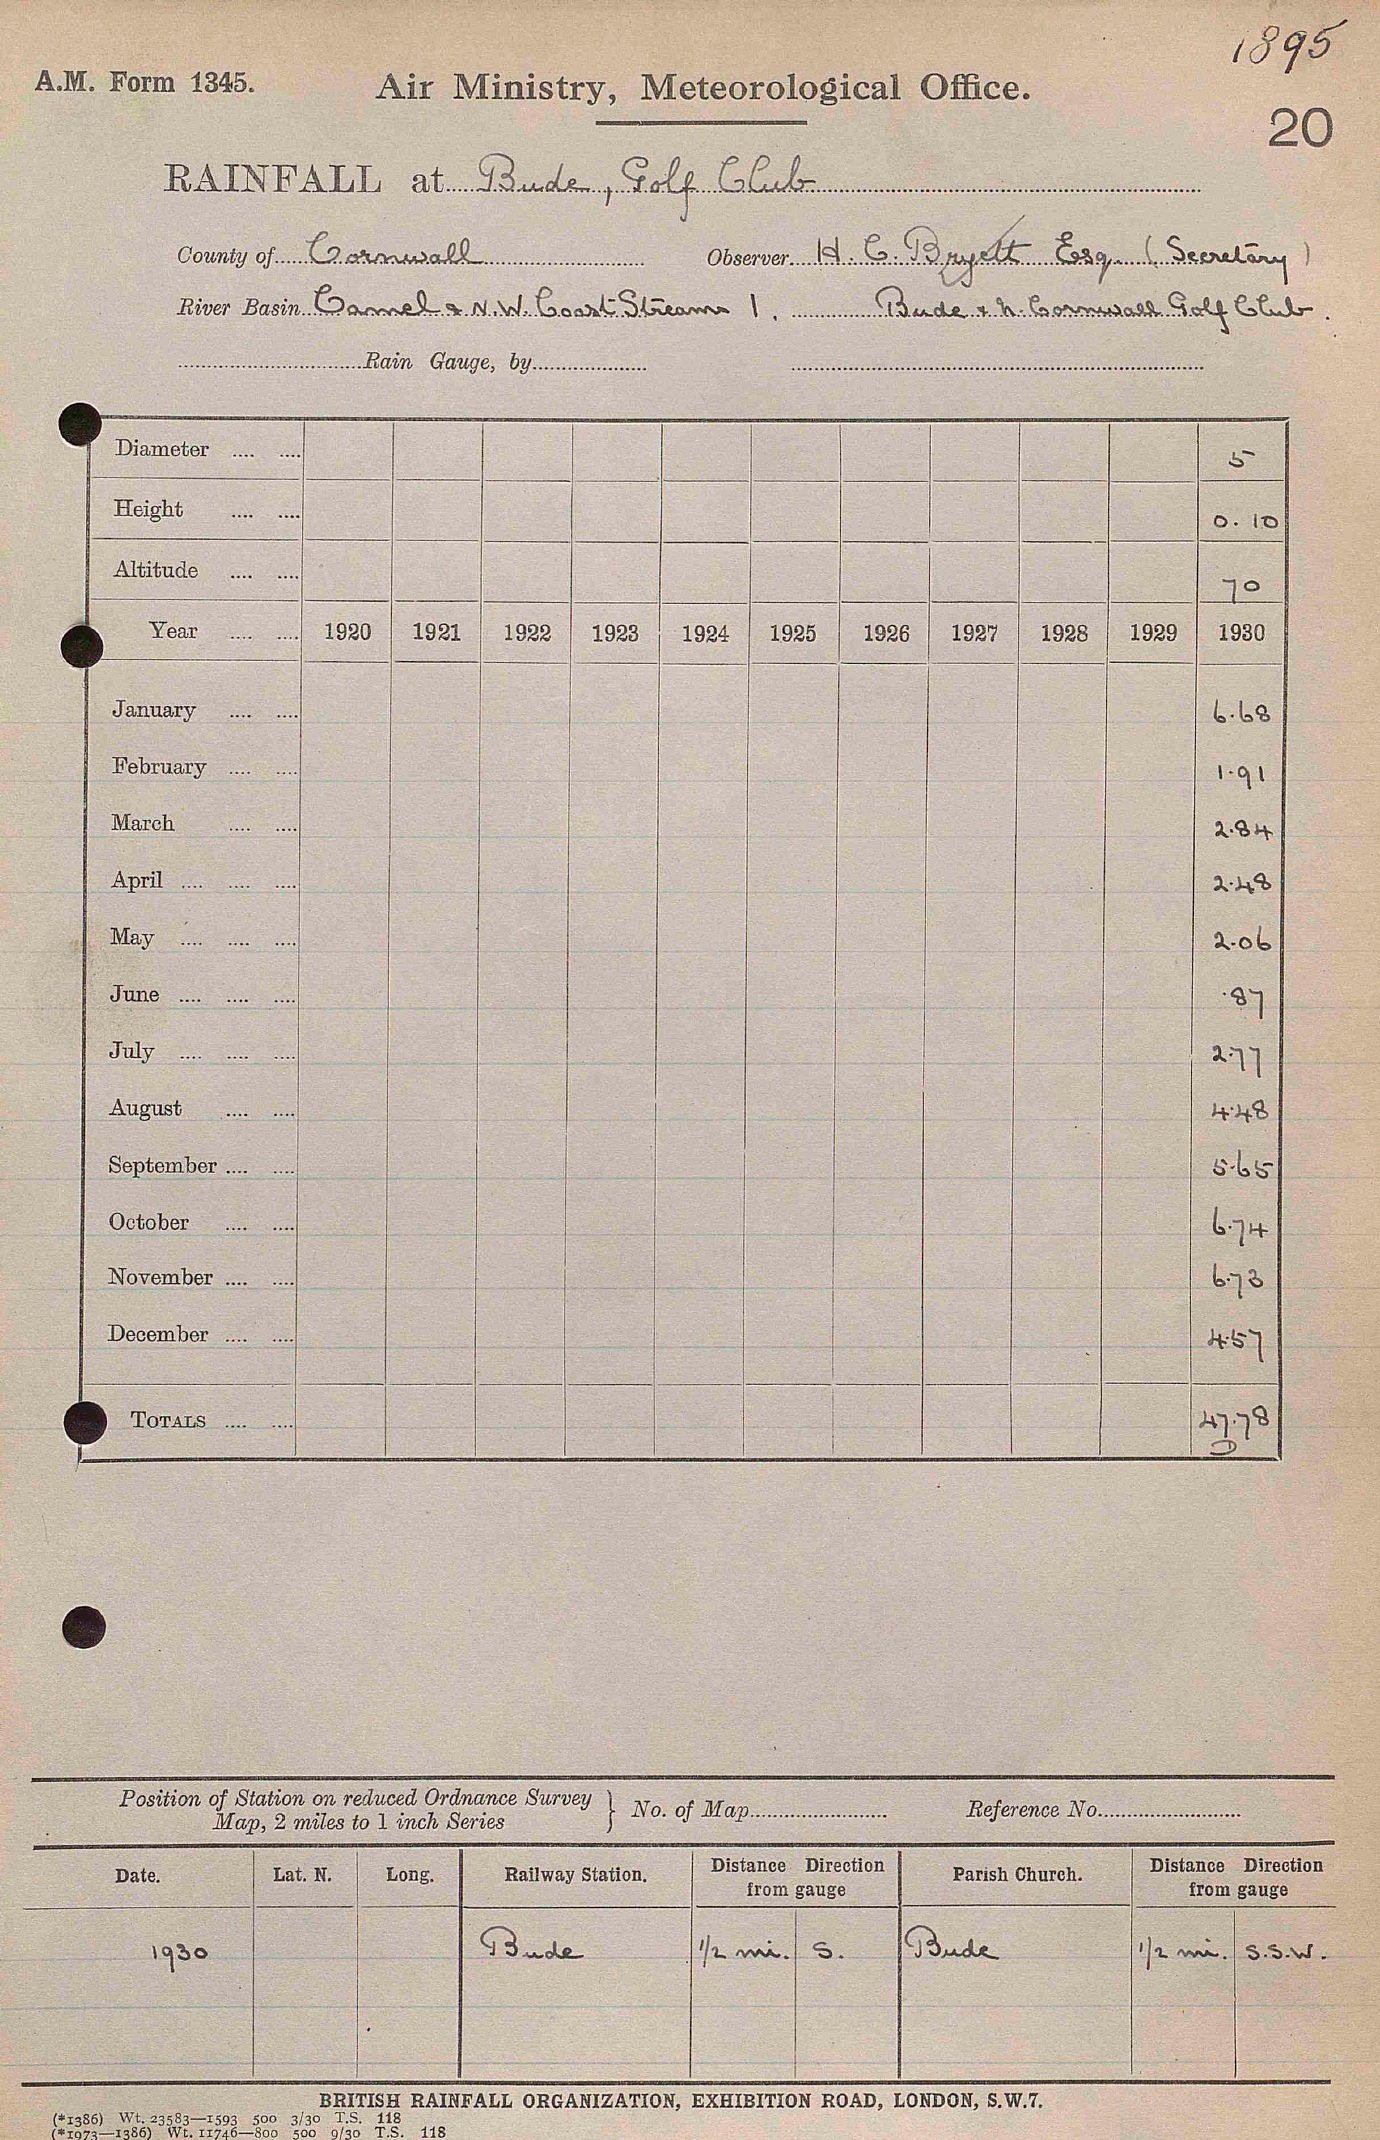 1895
A.M. Form 1345. Air Ministry, Meteorological Office.
20
RAINFALL at Bude, Golf Club
County of Cornwall Observer H. C. Esq. (Secretary)
River Basin Camel & N.W. Coast Streams 1. Bude & N. Cornwall Golf Club.
Rain Gauge, by
Diameter .... .... 5
Height .... .... 0.10
Altitude .... .... 70
Year .... .... 1920 1921 1922 1923 1924 1925 1926 1927 1928 1929 1930
January .... .... 6.68
February .... .... 1.91
March .... .... 2.84
April .... .... .... 2.48
May .... .... .... 2.06
June .... .... .... .87
July .... .... .... 2.77
August .... .... 4.48
September .... .... 5.65
October .... .... 6.74
November .... .... 6.73
December .... .... 4.57
TOTALS .... .... 47.78
Position of Station on reduced Ordnance Survey
Map, 2 miles to 1 inch Series } No. of Map Reference No.
Date. Lat. N. Long. Railway Station. Distance Direction from gauge Parish Church. Distance Direction from gauge
1930 Bude 1/2 mi. S. Bude 1/2 mi. S.S.W.
BRITISH RAINFALL ORGANIZATION, EXHIBITION ROAD, LONDON, S.W.7.
(*1386) Wt. 23583—1593 500 3/30 T.S. 118
(*1973—1386) Wt. 11746—800 500 9/30 T.S. 118